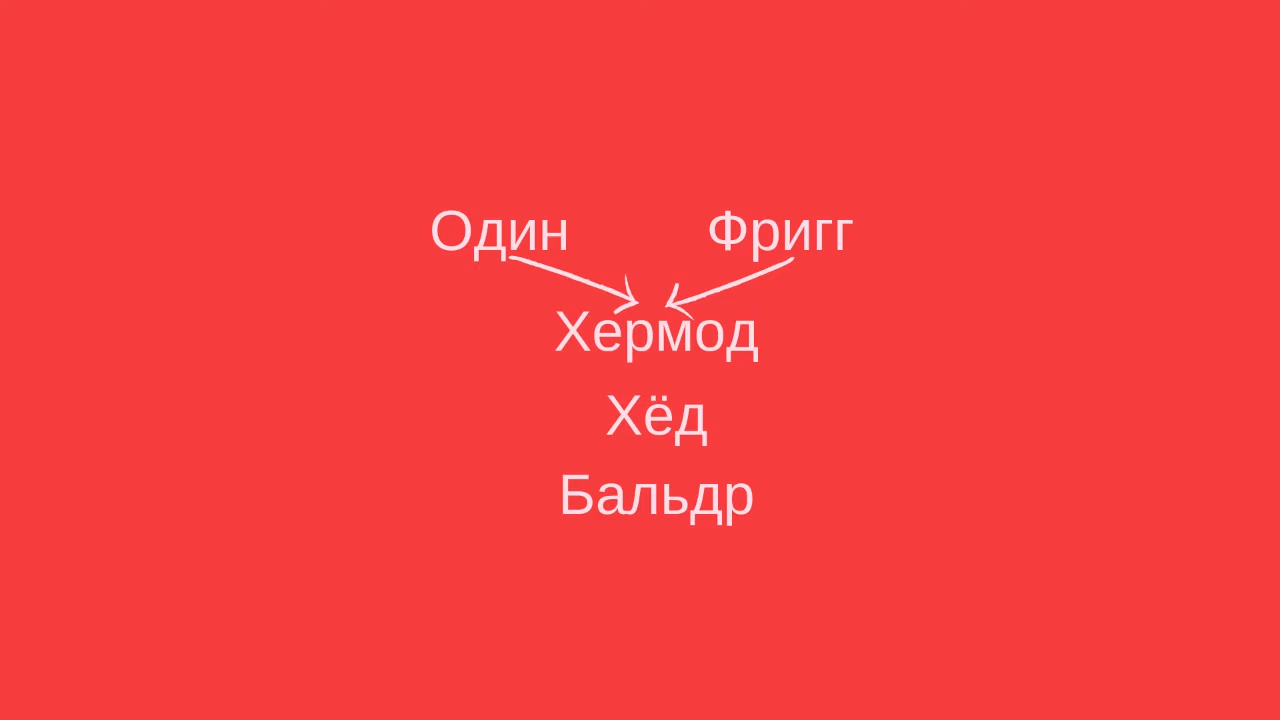 Один Фригг
Хермод
Хёд
Бальдр